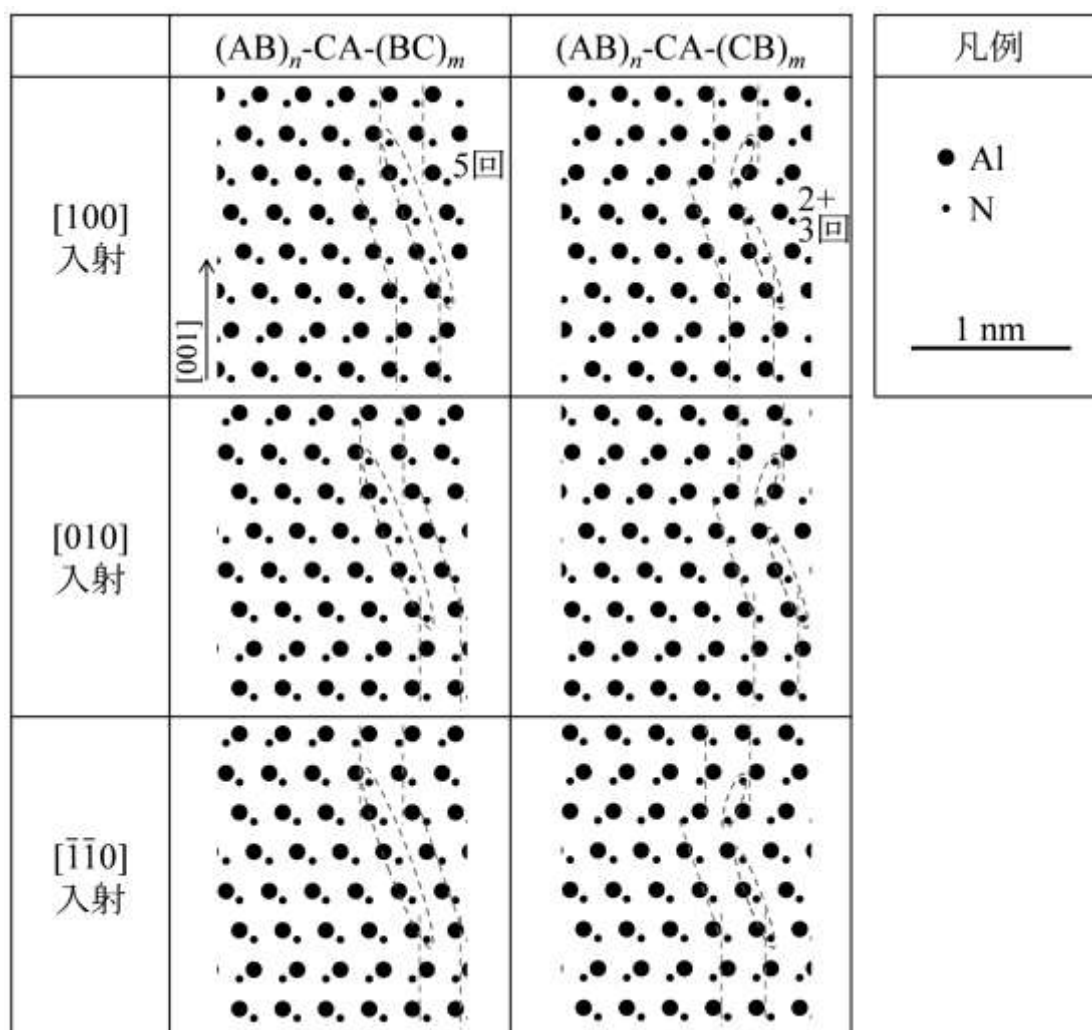 (AB)n-CA-(BC)m
(AB)n-CA-(CB)m
凡例
Al
N
1 nm
[100]
入射
[001]
5回
2+
3回
[010]
入射
[1̄1̄0]
入射